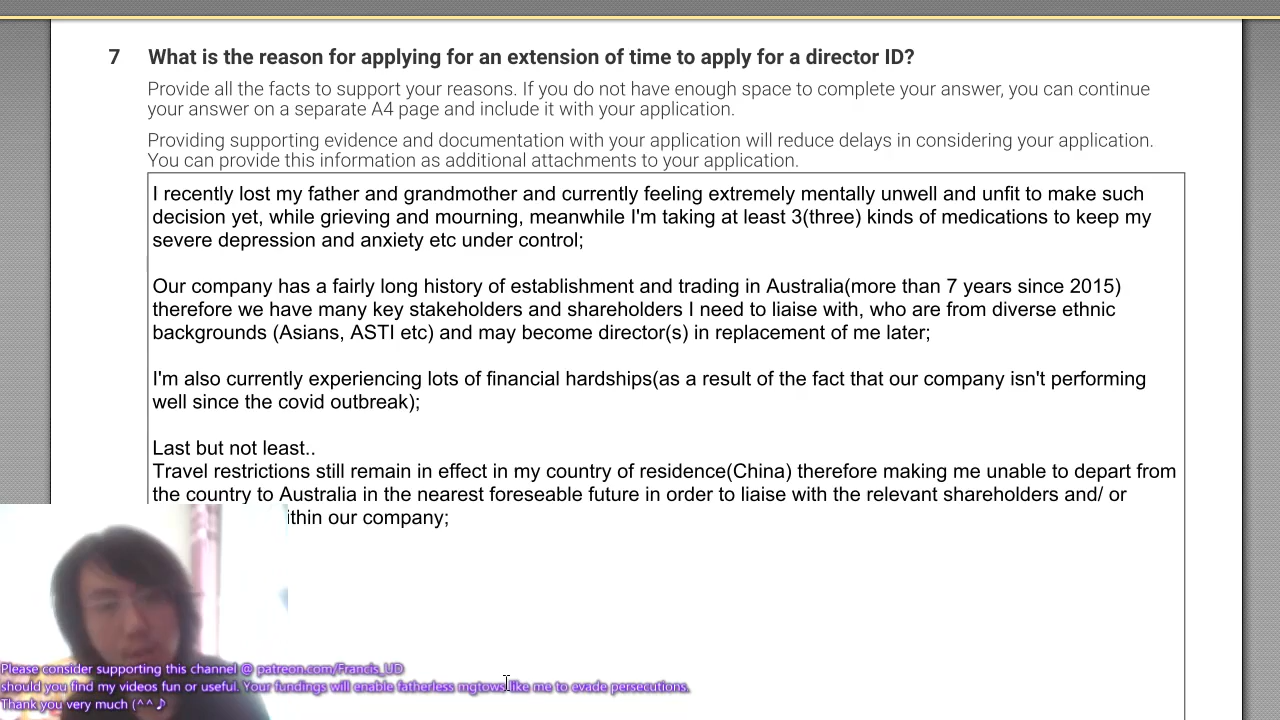 7 What is the reason for applying for an extension of time to apply for a director ID?
Provide all the facts to support your reasons. If you do not have enough space to complete your answer, you can continue
your answer on a separate A4 page and include it with your application.
Providing supporting evidence and documentation with your application will reduce delays in considering your application.
You can provide this information as additional attachments to your application.
I recently lost my father and grandmother and currently feeling extremely mentally unwell and unfit to make such
decision yet, while grieving and mourning, meanwhile I'm taking at least 3(three) kinds of medications to keep my
severe depression and anxiety etc under control;
Our company has a fairly long history of establishment and trading in Australia(more than 7 years since 2015)
therefore we have many key stakeholders and shareholders I need to liaise with, who are from diverse ethnic
backgrounds (Asians, ASTI etc) and may become director(s) in replacement of me later;
I'm also currently experiencing lots of financial hardships(as a result of the fact that our company isn't performing
well since the covid outbreak);
Last but not least..
Travel restrictions still remain in effect in my country of residence(China) therefore making me unable to depart from
the country to Australia in the nearest foreseable future in order to liaise with the relevant shareholders and/ or
ithin our company;
Please consider supporting this channel @ patreon.com/Francis_UD
should you find my videos fun or useful. Your fundings will enable fatherless mgtows like me to evade persecutions.
Thank you very much (^^♪